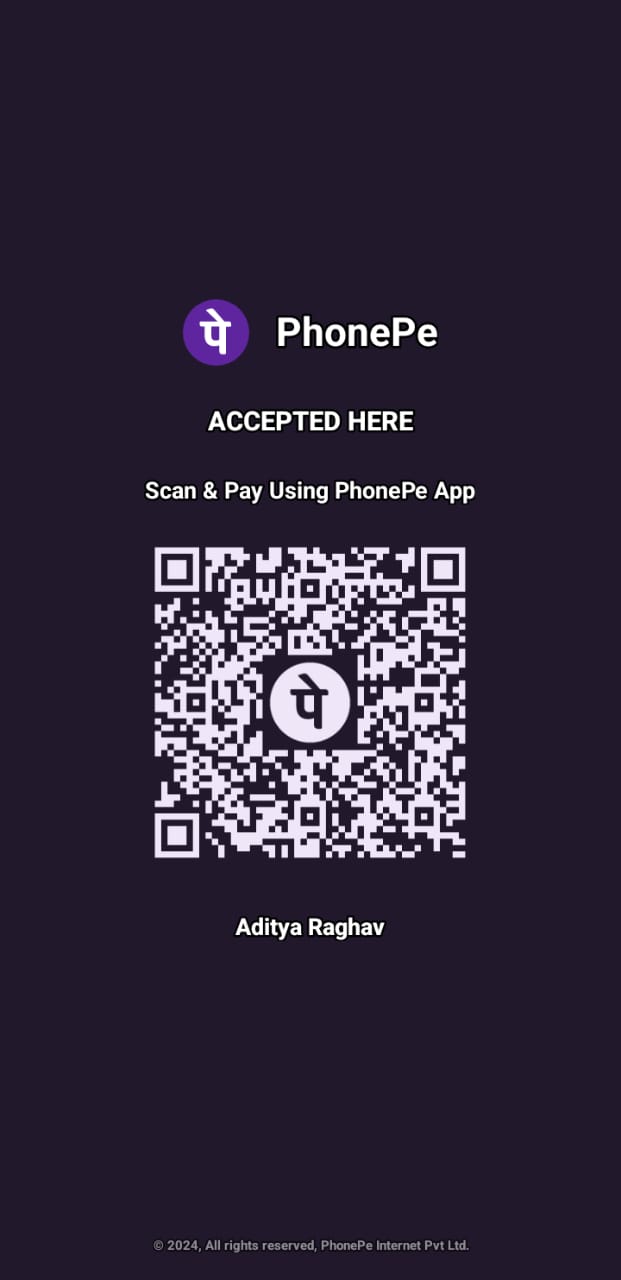 पे PhonePe
ACCEPTED HERE
Scan & Pay Using PhonePe App
पे
Aditya Raghav
© 2024, All rights reserved, PhonePe Internet Pvt Ltd.